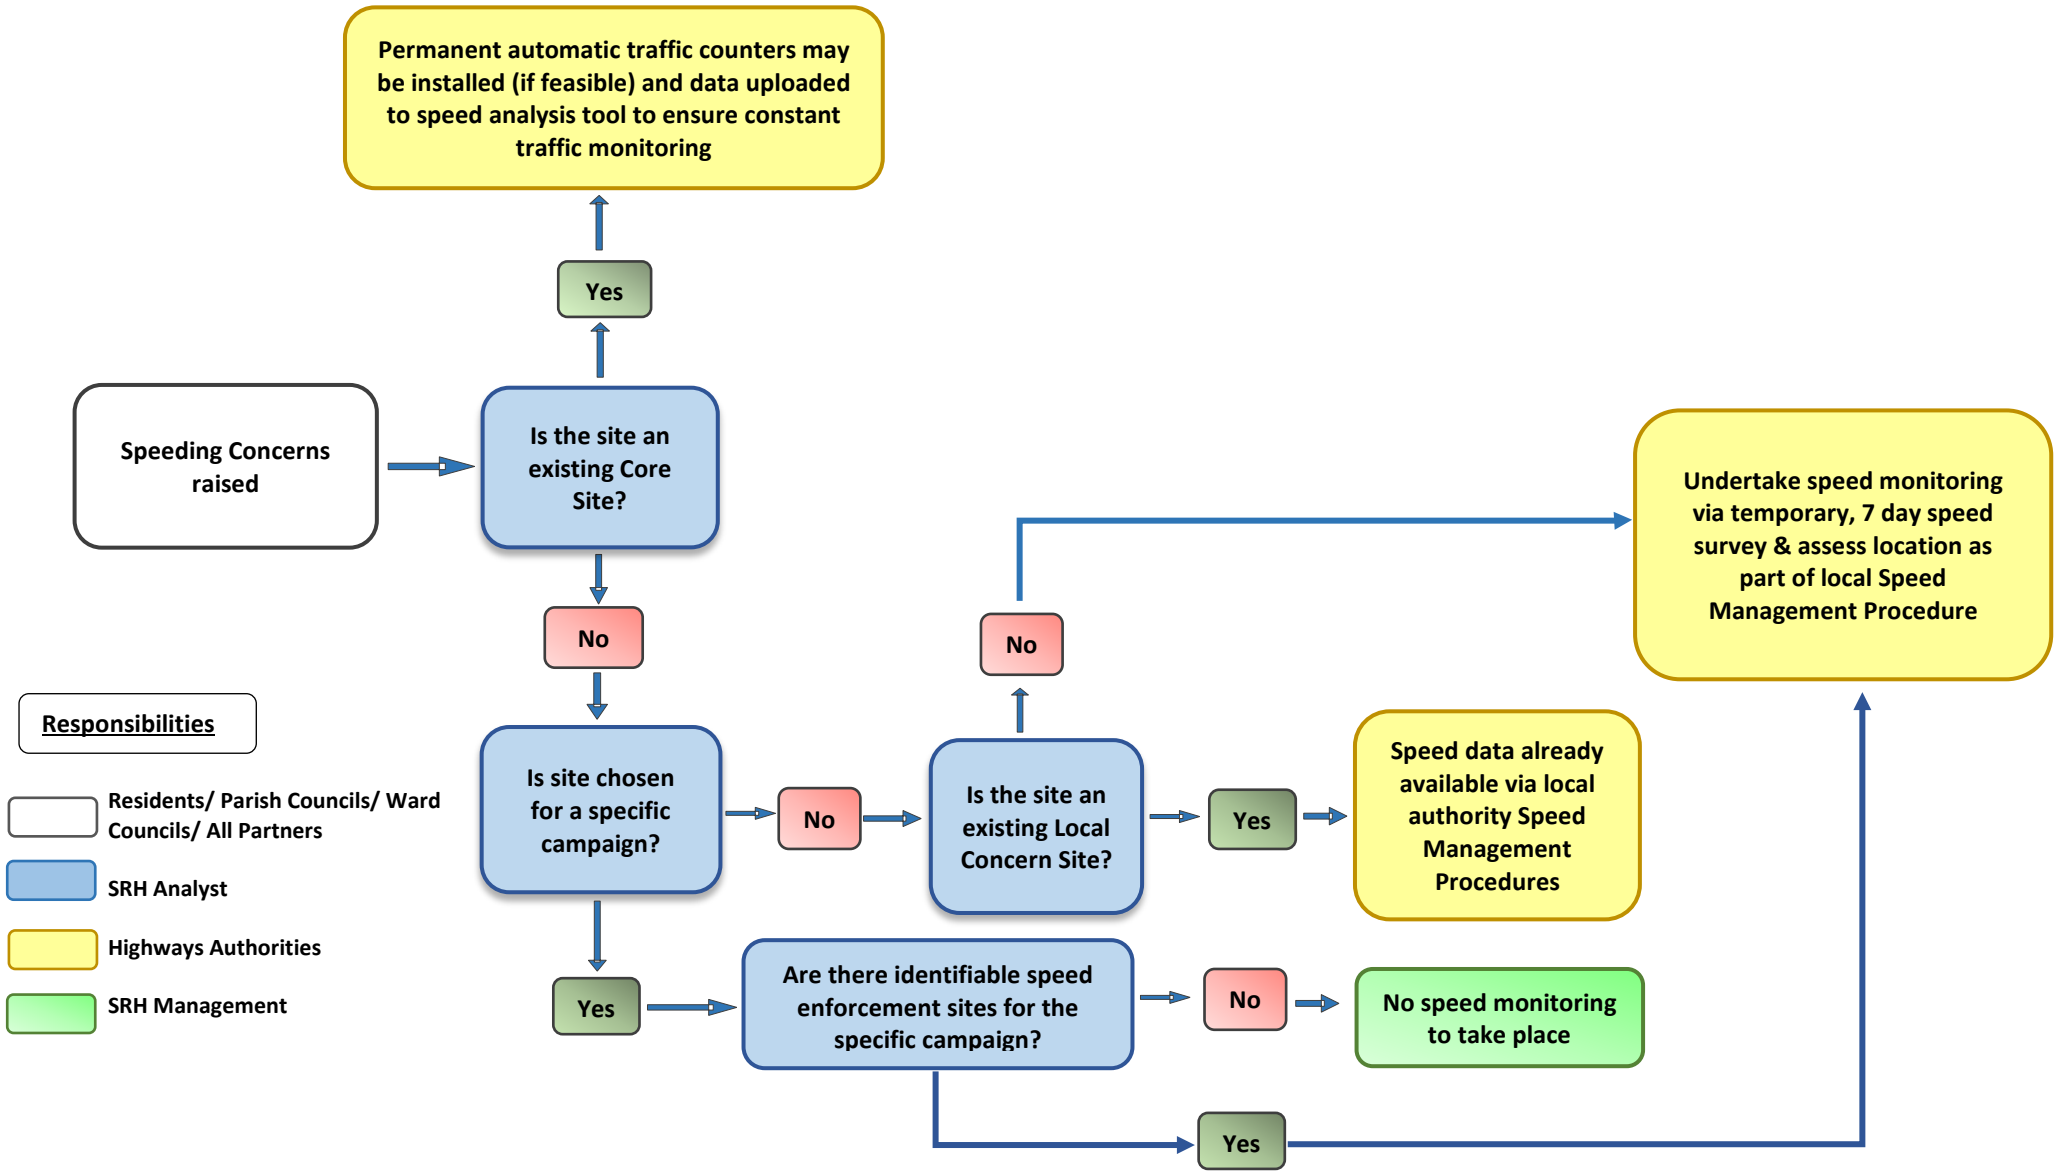 Permanent automatic traffic counters may
be installed (if feasible) and data uploaded
to speed analysis tool to ensure constant
traffic monitoring
Yes
Speeding Concerns
raised
Is the site an
existing Core
Site?
No
Is site chosen
for a specific
campaign?
No
Is the site an
existing Local
Concern Site?
No
Undertake speed monitoring
via temporary, 7 day speed
survey & assess location as
part of local Speed
Management Procedure
Yes
Speed data already
available via local
authority Speed
Management
Procedures
Yes
Are there identifiable speed
enforcement sites for the
specific campaign?
No
No speed monitoring
to take place
Yes
Responsibilities
Residents/ Parish Councils/ Ward
Councils/ All Partners
SRH Analyst
Highways Authorities
SRH Management